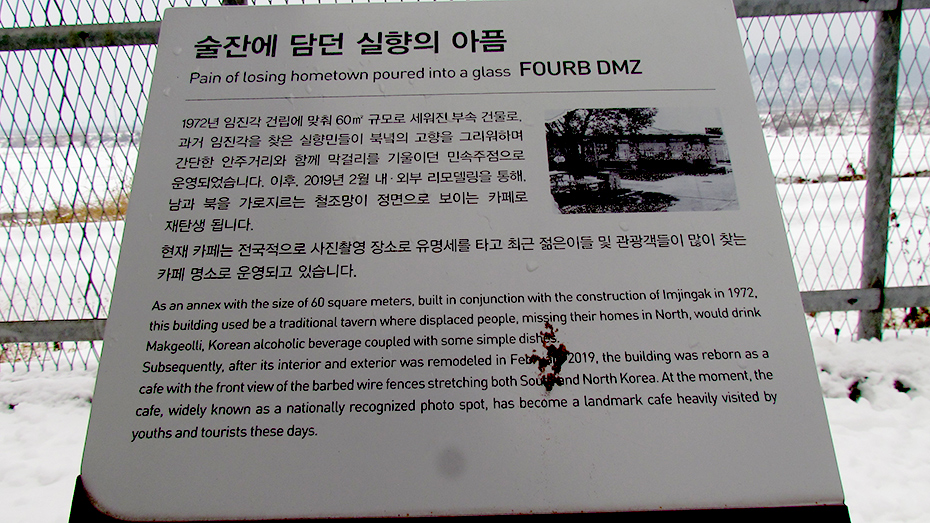 술잔에 담던 실향의 아픔
Pain of losing hometown poured into a glass FOURB DMZ
1972년 임진각 건립에 맞춰 60㎡ 규모로 세워진 부속 건물로,
과거 임진각을 찾은 실향민들이 북녘의 고향을 그리워하며
간단한 안주거리와 함께 막걸리를 기울이던 민속주점으로
운영되었습니다. 이후, 2019년 2월 내·외부 리모델링을 통해,
남과 북을 가로지르는 철조망이 정면으로 보이는 카페로
재탄생 됩니다.
현재 카페는 전국적으로 사진촬영 장소로 유명세를 타고 최근 젊은이들 및 관광객들이 많이 찾는
카페 명소로 운영되고 있습니다.
As an annex with the size of 60 square meters, built in conjunction with the construction of Imjingak in 1972,
this building used be a traditional tavern where displaced people, missing their homes in North, would drink
Makgeolli, Korean alcoholic beverage coupled with some simple dishes.
Subsequently, after its interior and exterior was remodeled in February 2019, the building was reborn as a
cafe with the front view of the barbed wire fences stretching both South and North Korea. At the moment, the
cafe, widely known as a nationally recognized photo spot, has become a landmark cafe heavily visited by
youths and tourists these days.